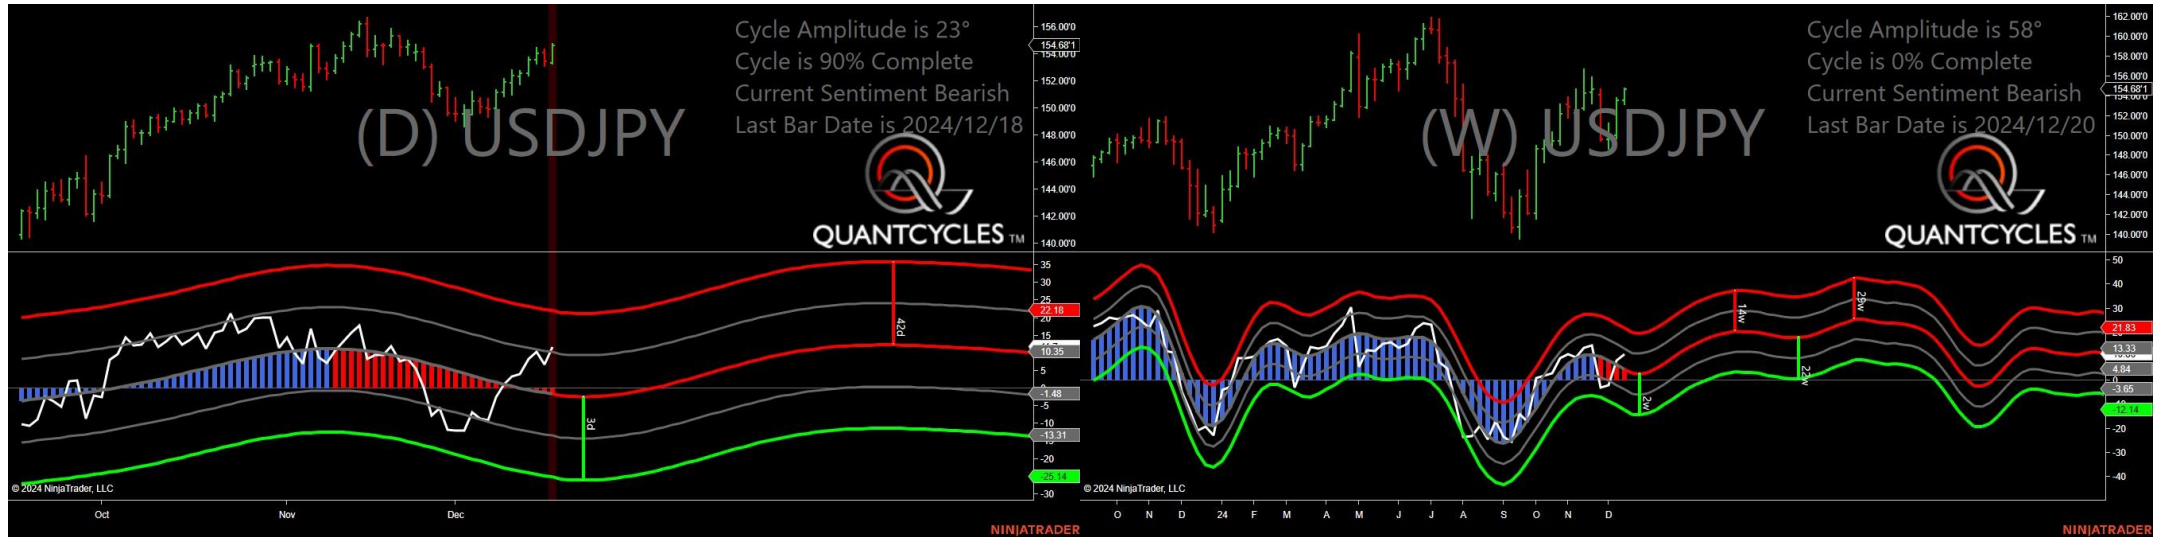 Cycle Amplitude is 23°
Cycle is 90% Complete
Current Sentiment Bearish
Last Bar Date is 2024/12/18
(D) USDJPY
QUANTCYCLES TM
156.00'0
154.68'1
154.00'0
152.00'0
150.00'0
148.00'0
146.00'0
144.00'0
142.00'0
140.00'0
35
30
25
22.18
20
15
10.35
5
0
-1.48
-5
-10
-13.31
-20
-25.14
-30
42d
3d
© 2024 NinjaTrader, LLC
Oct
Nov
Dec
NINJATRADER
Cycle Amplitude is 58°
Cycle is 0% Complete
Current Sentiment Bearish
Last Bar Date is 2024/12/20
(W) USDJPY
QUANTCYCLES TM
162.00'0
160.00'0
158.00'0
156.00'0
154.68'1
152.00'0
150.00'0
148.00'0
146.00'0
144.00'0
142.00'0
140.00'0
50
40
30
21.83
13.33
4.84
0
-3.65
-12.14
-20
-30
-40
14w
29w
22w
2w
© 2024 NinjaTrader, LLC
O N D 24 F M A M J J A S O N D
NINJATRADER